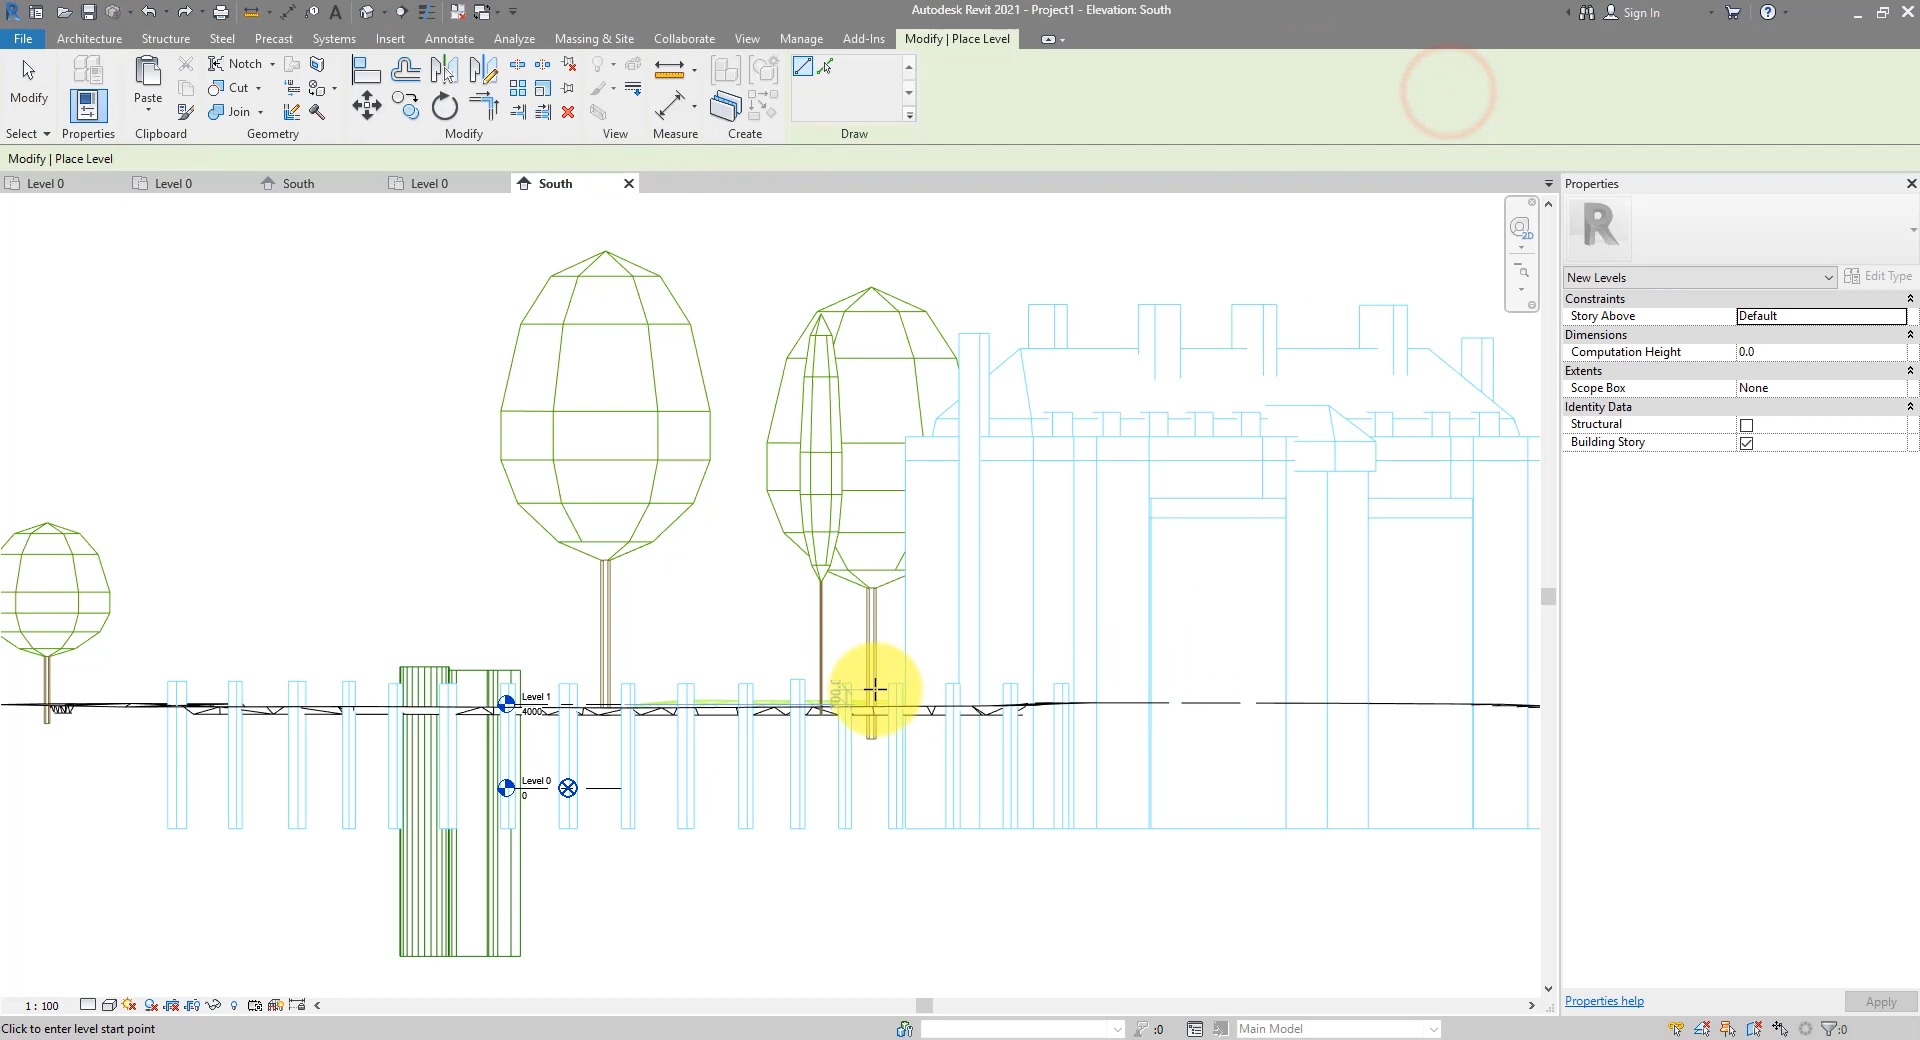 Autodesk Revit 2021 - Project1 - Elevation: South
Sign In
File Architecture Structure Steel Precast Systems Insert Annotate Analyze Massing & Site Collaborate View Manage Add-Ins Modify | Place Level
Modify
Paste
Notch
Cut
Join
Select Properties Clipboard Geometry Modify View Measure Create Draw
Modify | Place Level
Level 0
Level 0
South
Level 0
South
Properties
2D
R
New Levels
Edit Type
Constraints
Story Above Default
Dimensions
Computation Height 0.0
Extents
Scope Box None
Identity Data
Structural
Building Story
Level 1
4000
Level 0
0
1 : 100
Properties help
Apply
Click to enter level start point
:0
Main Model
:0